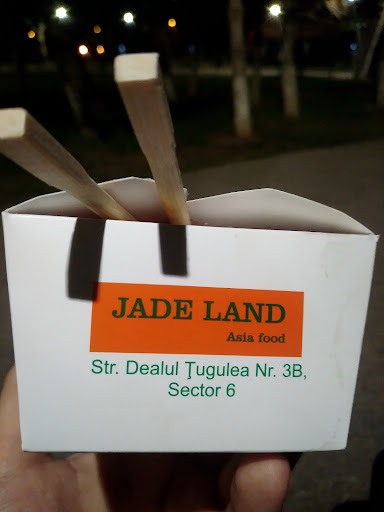 JADE LAND
Asia food
Str. Dealul Ţugulea Nr. 3B,
Sector 6